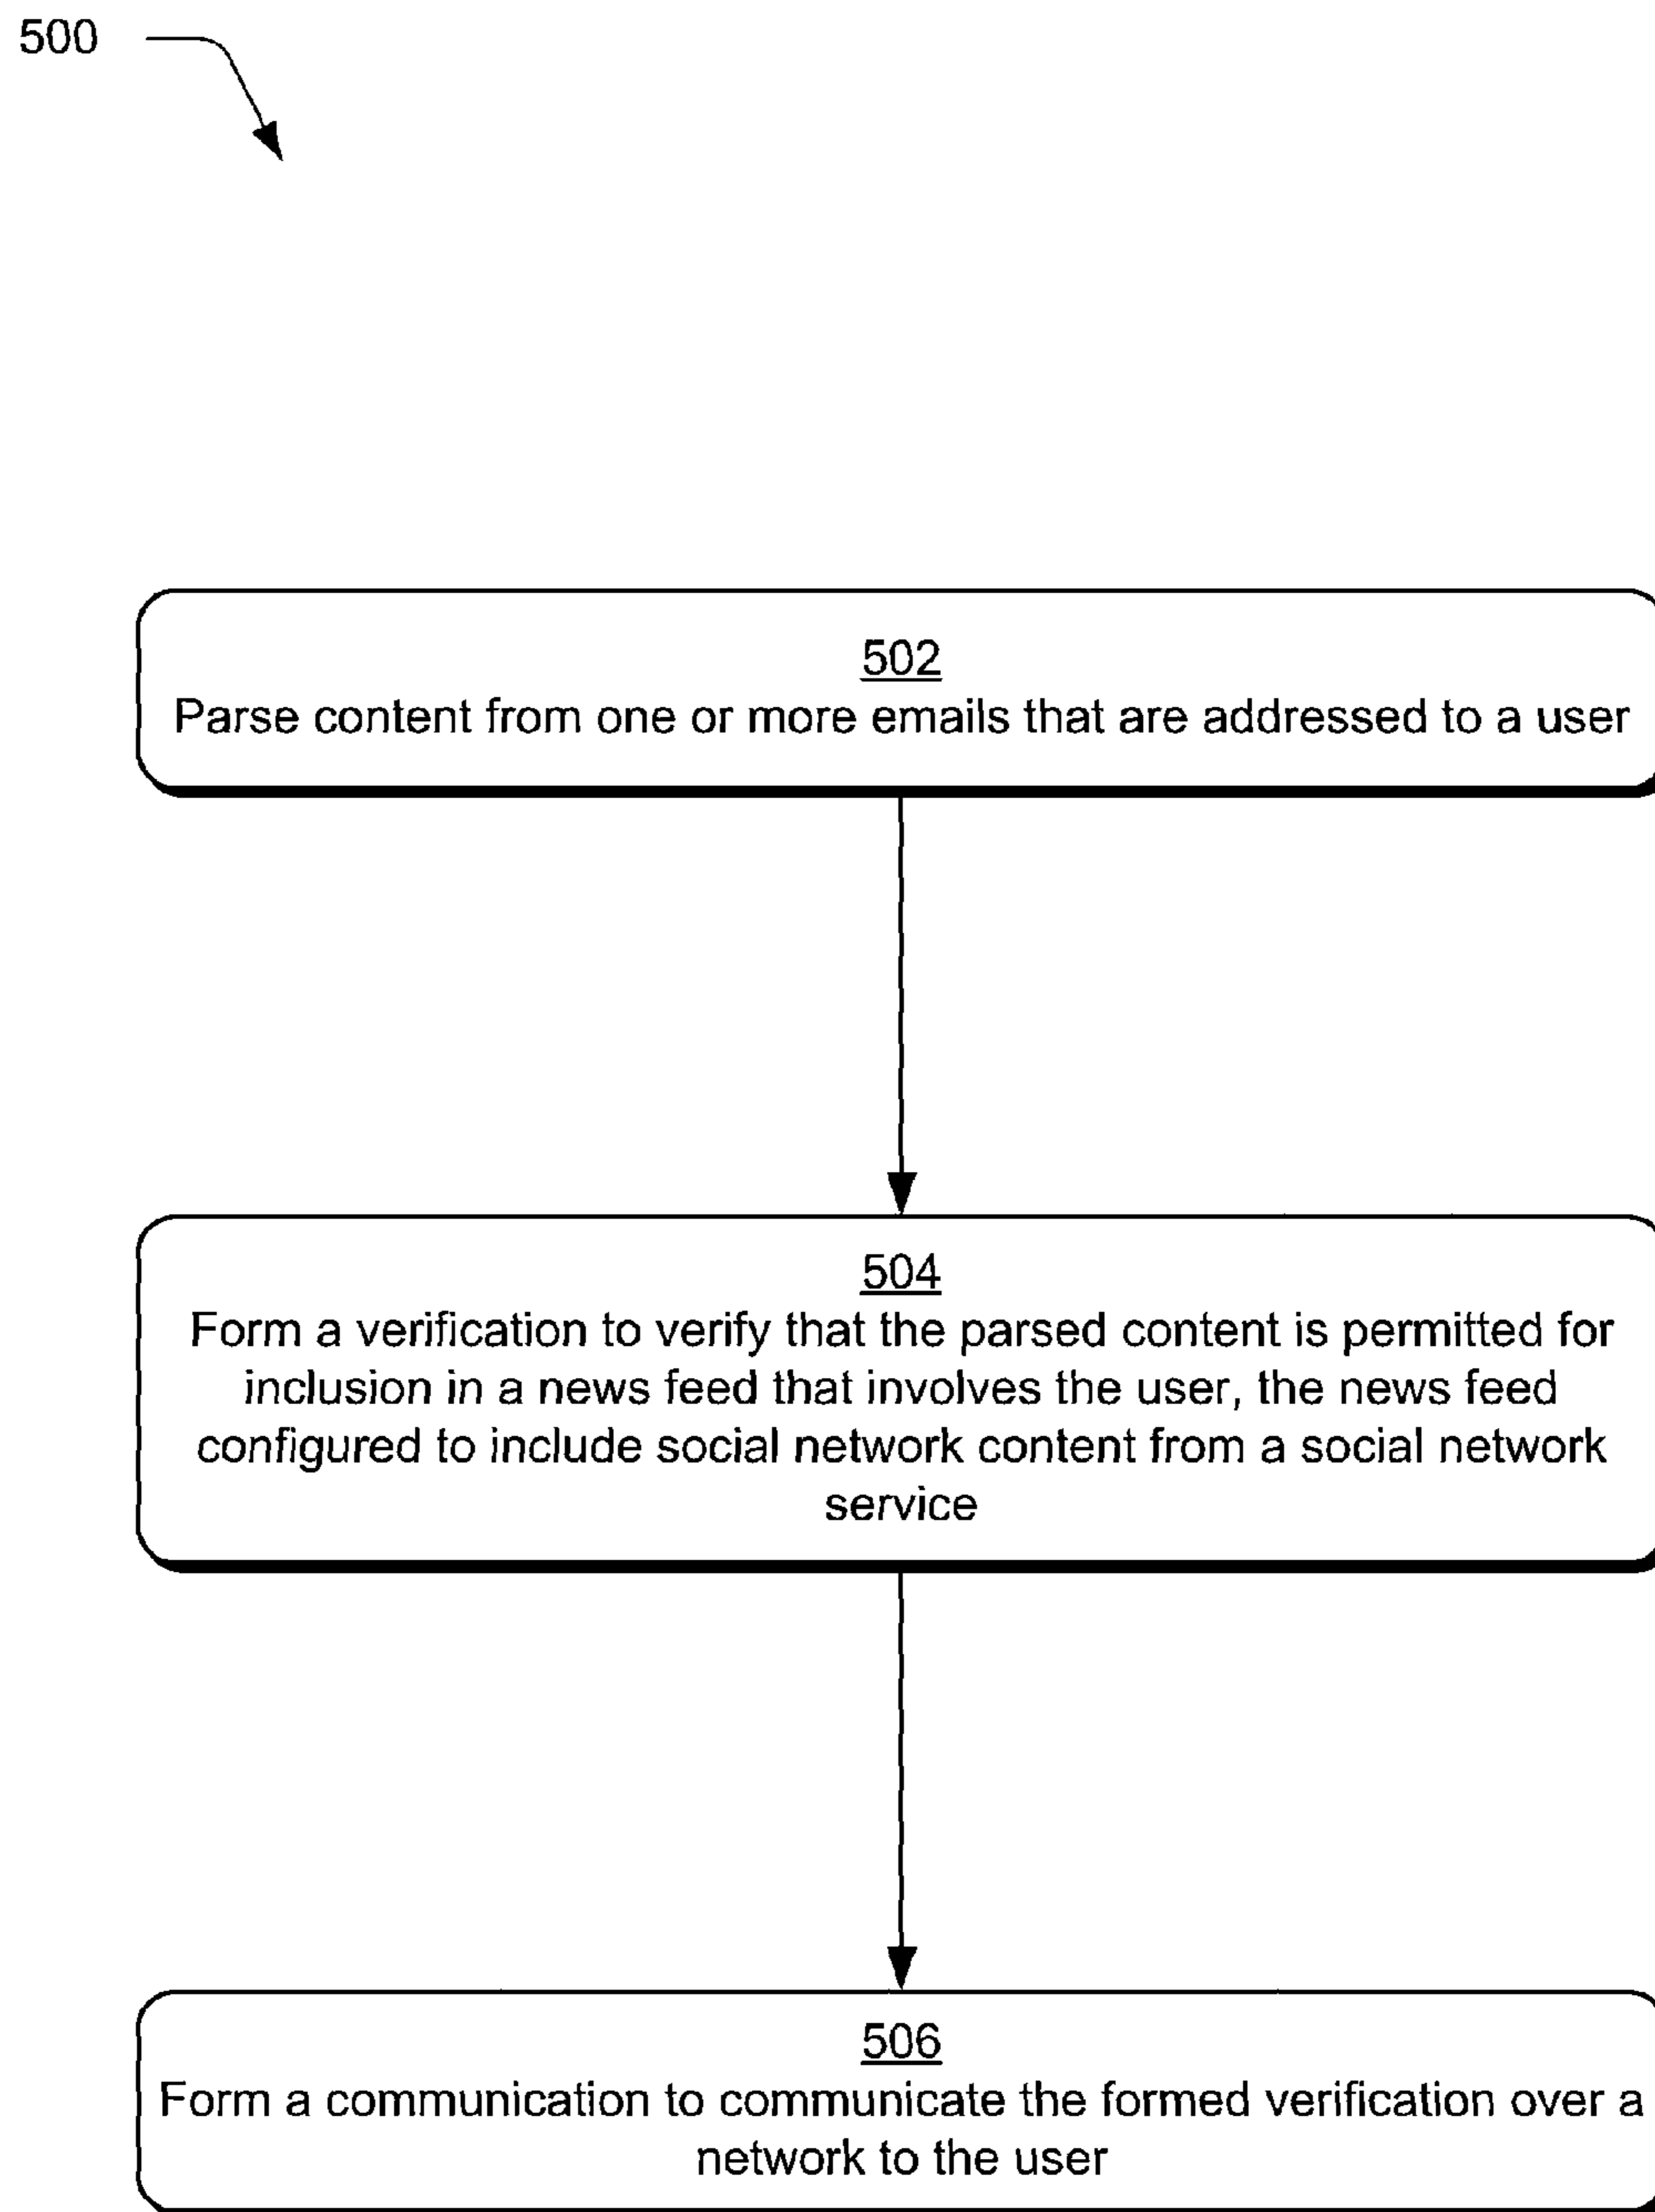 500
502
Parse content from one or more emails that are addressed to a user
504
Form a verification to verify that the parsed content is permitted for
inclusion in a news feed that involves the user, the news feed
configured to include social network content from a social network
service
506
Form a communication to communicate the formed verification over a
network to the user